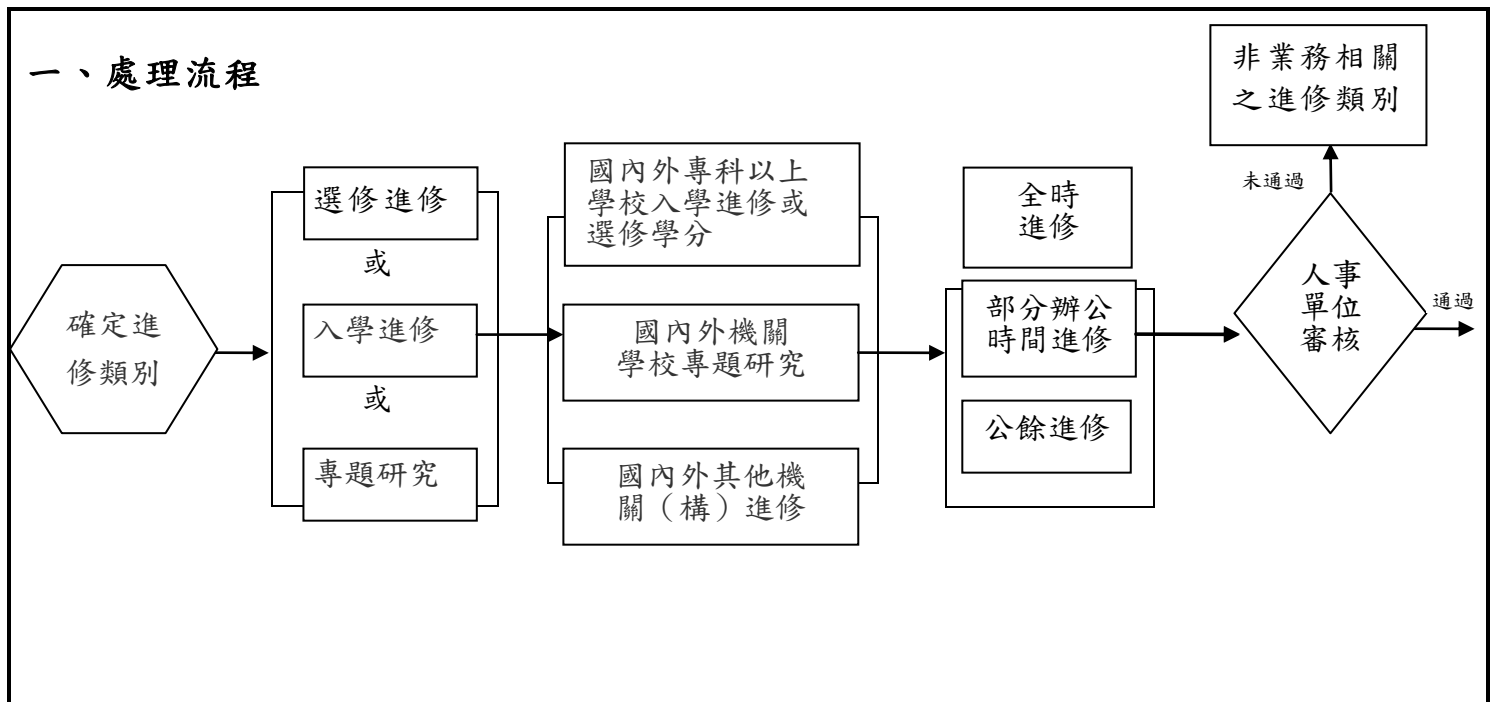 一、處理流程
確定進
修類別
選修進修
或
入學進修
或
專題研究
國內外專科以上
學校入學進修或
選修學分
國內外機關
學校專題研究
國內外其他機
關（構）進修
全時
進修
部分辦公
時間進修
公餘進修
人事
單位
審核
未通過
非業務相關
之進修類別
通過